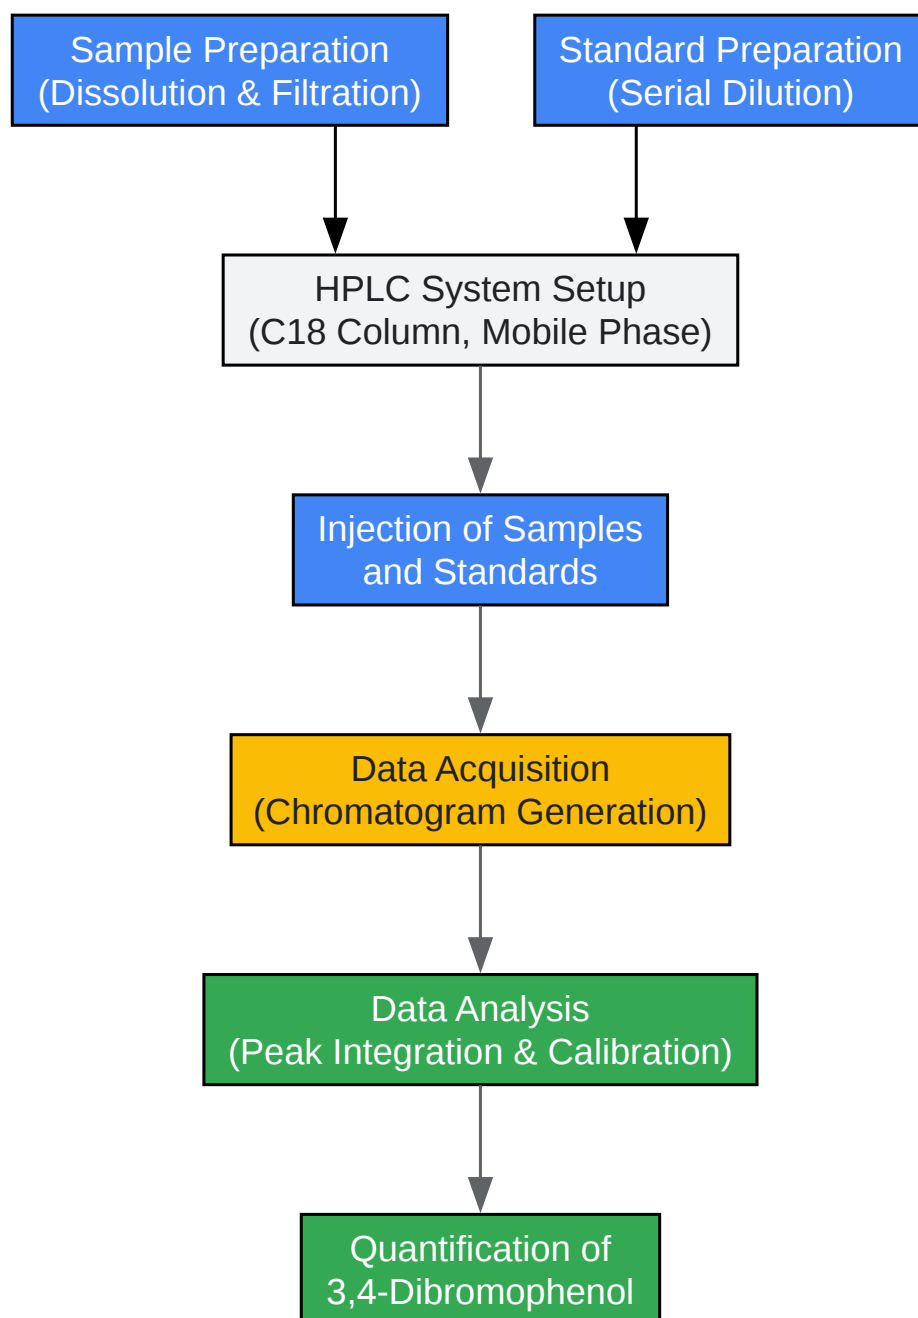 Sample Preparation
(Dissolution & Filtration)
Standard Preparation
(Serial Dilution)
HPLC System Setup
(C18 Column, Mobile Phase)
Injection of Samples
and Standards
Data Acquisition
(Chromatogram Generation)
Data Analysis
(Peak Integration & Calibration)
Quantification of
3,4-Dibromophenol